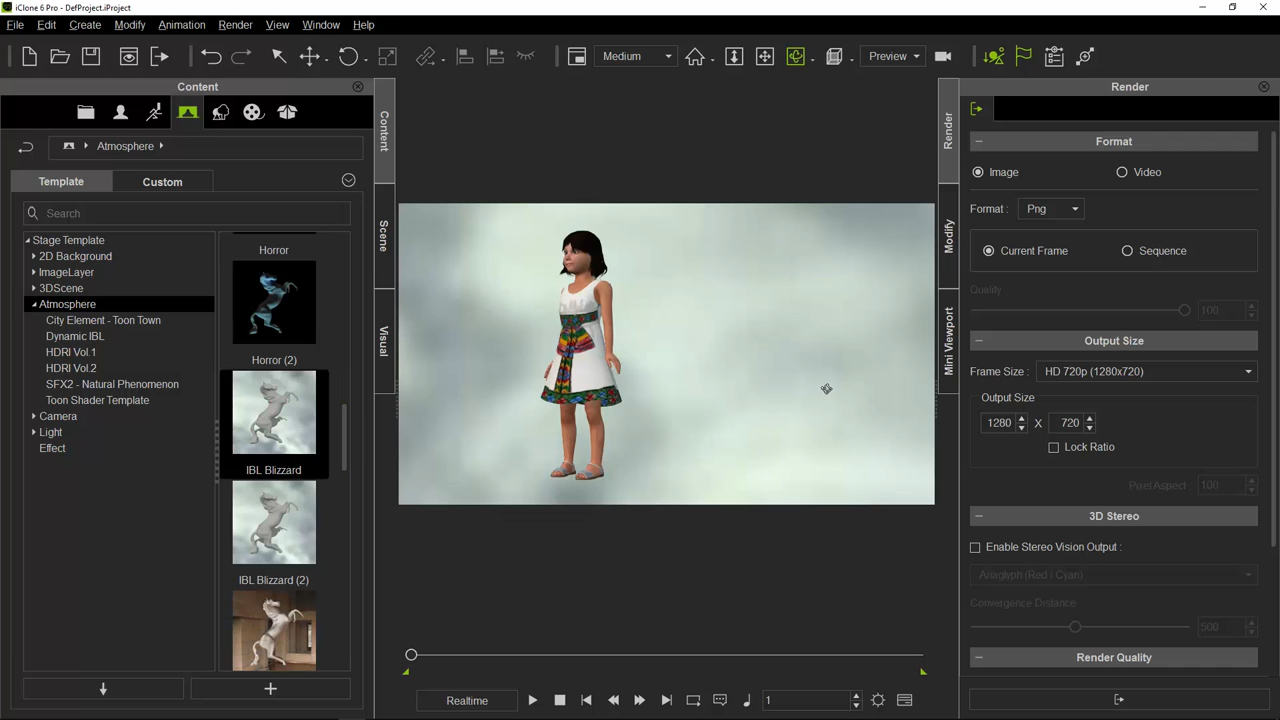 iClone 6 Pro - DefProject.iProject
File Edit Create Modify Animation Render View Window Help
Medium
Preview
Content
Atmosphere
Template Custom
Search
Stage Template
2D Background
ImageLayer
3DScene
Atmosphere
City Element - Toon Town
Dynamic IBL
HDRI Vol.1
HDRI Vol.2
SFX2 - Natural Phenomenon
Toon Shader Template
Camera
Light
Effect
Horror
Horror (2)
IBL Blizzard
IBL Blizzard (2)
Content
Scene
Visual
Realtime
1
Render
Modify
Mini Viewport
Render
Format
Image Video
Format : Png
Current Frame Sequence
Quality 100
Output Size
Frame Size : HD 720p (1280x720)
Output Size
1280 X 720
Lock Ratio
Pixel Aspect : 100
3D Stereo
Enable Stereo Vision Output :
Anaglyph (Red / Cyan)
Convergence Distance
500
Render Quality